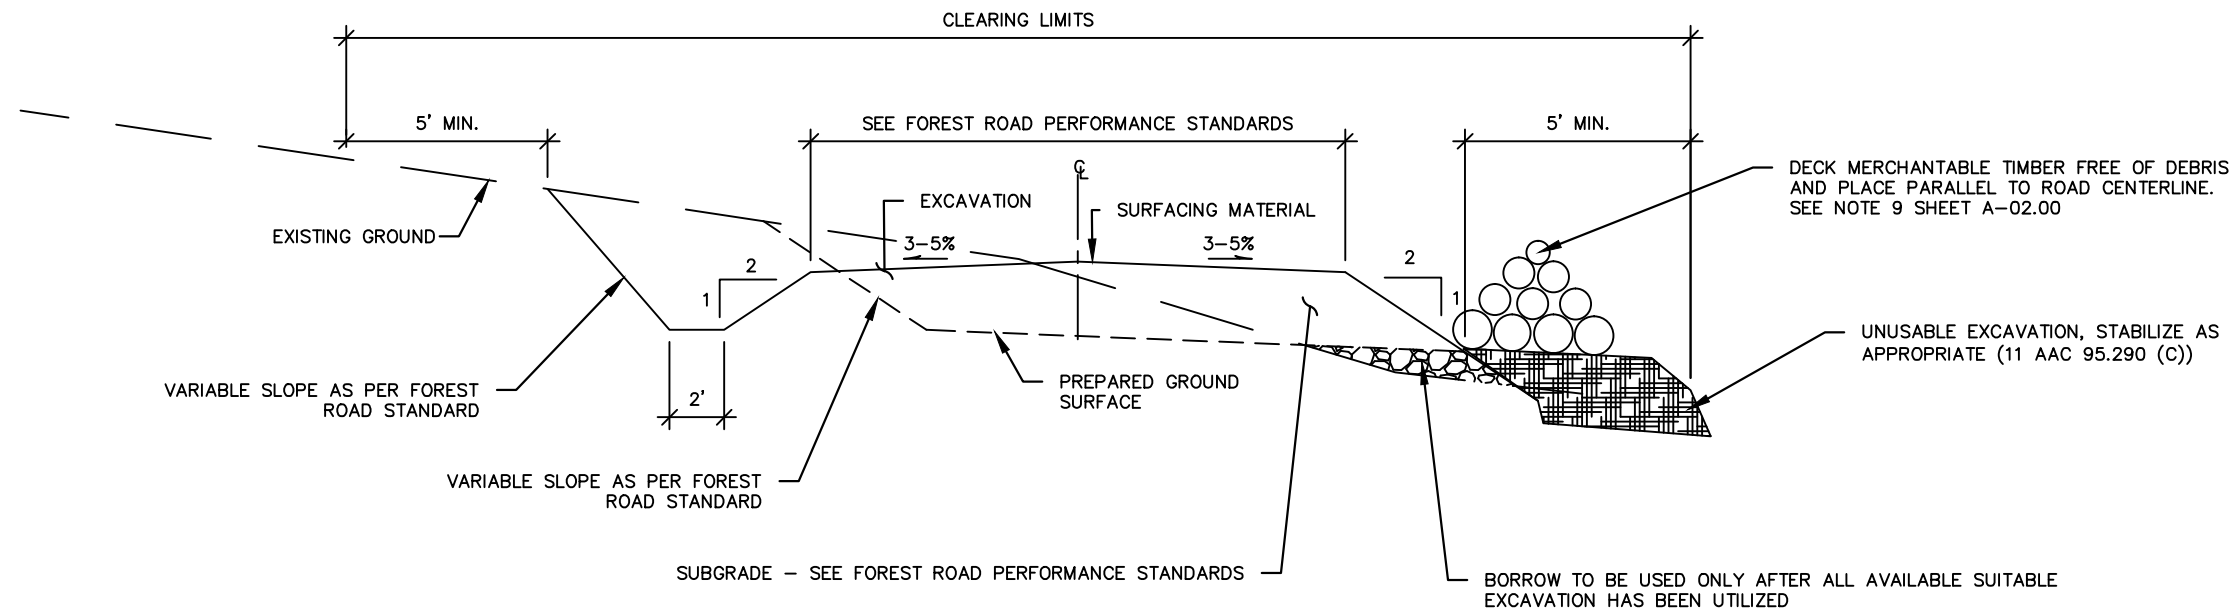 CLEARING LIMITS
5' MIN.
SEE FOREST ROAD PERFORMANCE STANDARDS
5' MIN.
℄
DECK MERCHANTABLE TIMBER FREE OF DEBRIS
AND PLACE PARALLEL TO ROAD CENTERLINE.
SEE NOTE 9 SHEET A-02.00
EXCAVATION
SURFACING MATERIAL
EXISTING GROUND
3-5%
3-5%
2
1
2
1
UNUSABLE EXCAVATION, STABILIZE AS
APPROPRIATE (11 AAC 95.290 (C))
VARIABLE SLOPE AS PER FOREST
ROAD STANDARD
2'
PREPARED GROUND
SURFACE
VARIABLE SLOPE AS PER FOREST
ROAD STANDARD
SUBGRADE - SEE FOREST ROAD PERFORMANCE STANDARDS
BORROW TO BE USED ONLY AFTER ALL AVAILABLE SUITABLE
EXCAVATION HAS BEEN UTILIZED